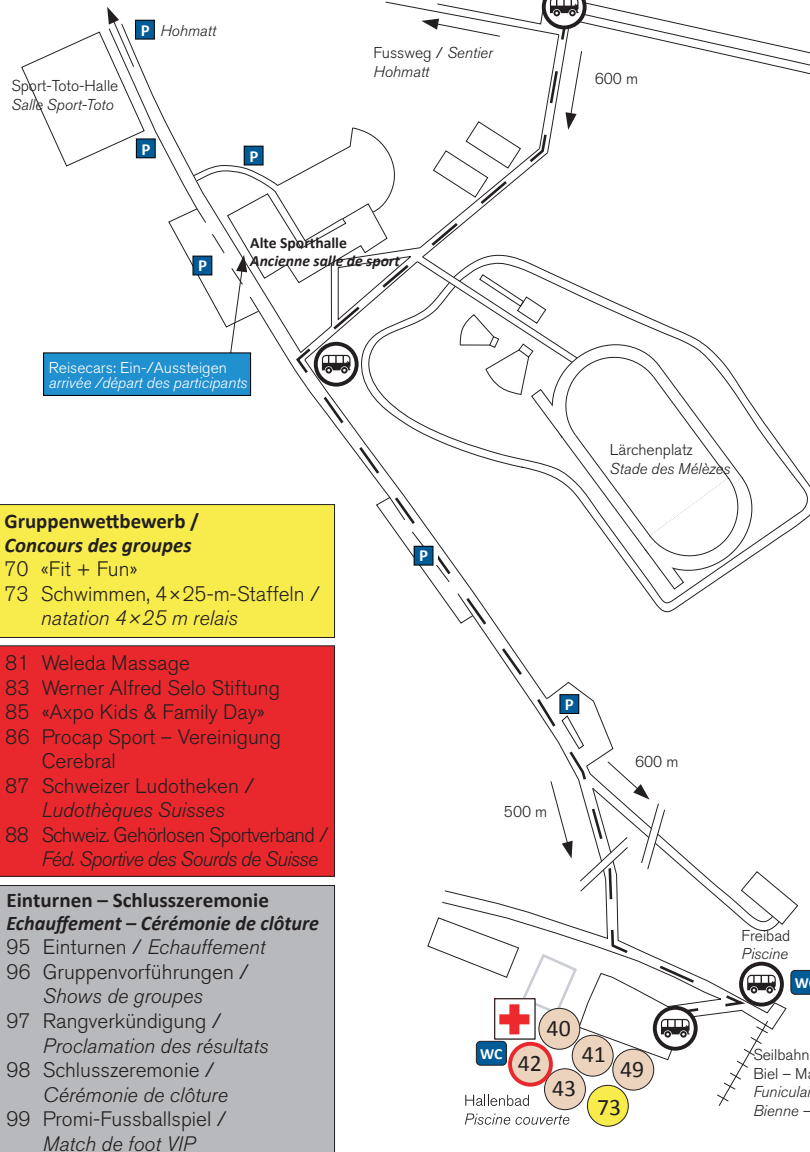 P Hohmatt
Fussweg / Sentier
Hohmatt
600 m
Sport-Toto-Halle
Salle Sport-Toto
P
P
P
Alte Sporthalle
Ancienne salle de sport
Reisecars: Ein-/Aussteigen
arrivée /départ des participants
Lärchenplatz
Stade des Mélèzes
P
P
600 m
500 m
Gruppenwettbewerb /
Concours des groupes
70 «Fit + Fun»
73 Schwimmen, 4×25-m-Staffeln /
natation 4×25 m relais
81 Weleda Massage
83 Werner Alfred Selo Stiftung
85 «Axpo Kids & Family Day»
86 Procap Sport – Vereinigung
Cerebral
87 Schweizer Ludotheken /
Ludothèques Suisses
88 Schweiz. Gehörlosen Sportverband /
Féd. Sportive des Sourds de Suisse
Einturnen – Schlusszeremonie
Echauffement – Cérémonie de clôture
95 Einturnen / Echauffement
96 Gruppenvorführungen /
Shows de groupes
97 Rangverkündigung /
Proclamation des résultats
98 Schlusszeremonie /
Cérémonie de clôture
99 Promi-Fussballspiel /
Match de foot VIP
Freibad
Piscine
WC
40
WC
42
41
49
43
73
Hallenbad
Piscine couverte
Seilbahn
Biel –
Bienne –